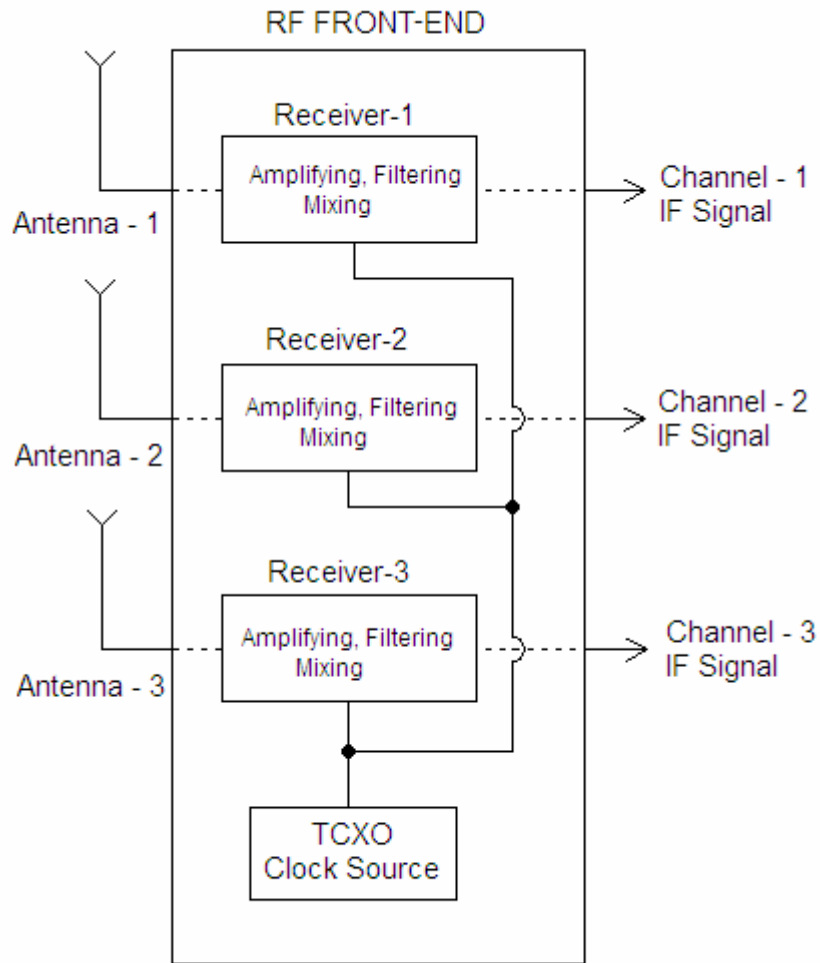 RF FRONT-END
Receiver-1
Amplifying, Filtering
Mixing
Antenna - 1
Channel - 1
IF Signal
Receiver-2
Amplifying, Filtering
Mixing
Antenna - 2
Channel - 2
IF Signal
Receiver-3
Amplifying, Filtering
Mixing
Antenna - 3
Channel - 3
IF Signal
TCXO
Clock Source